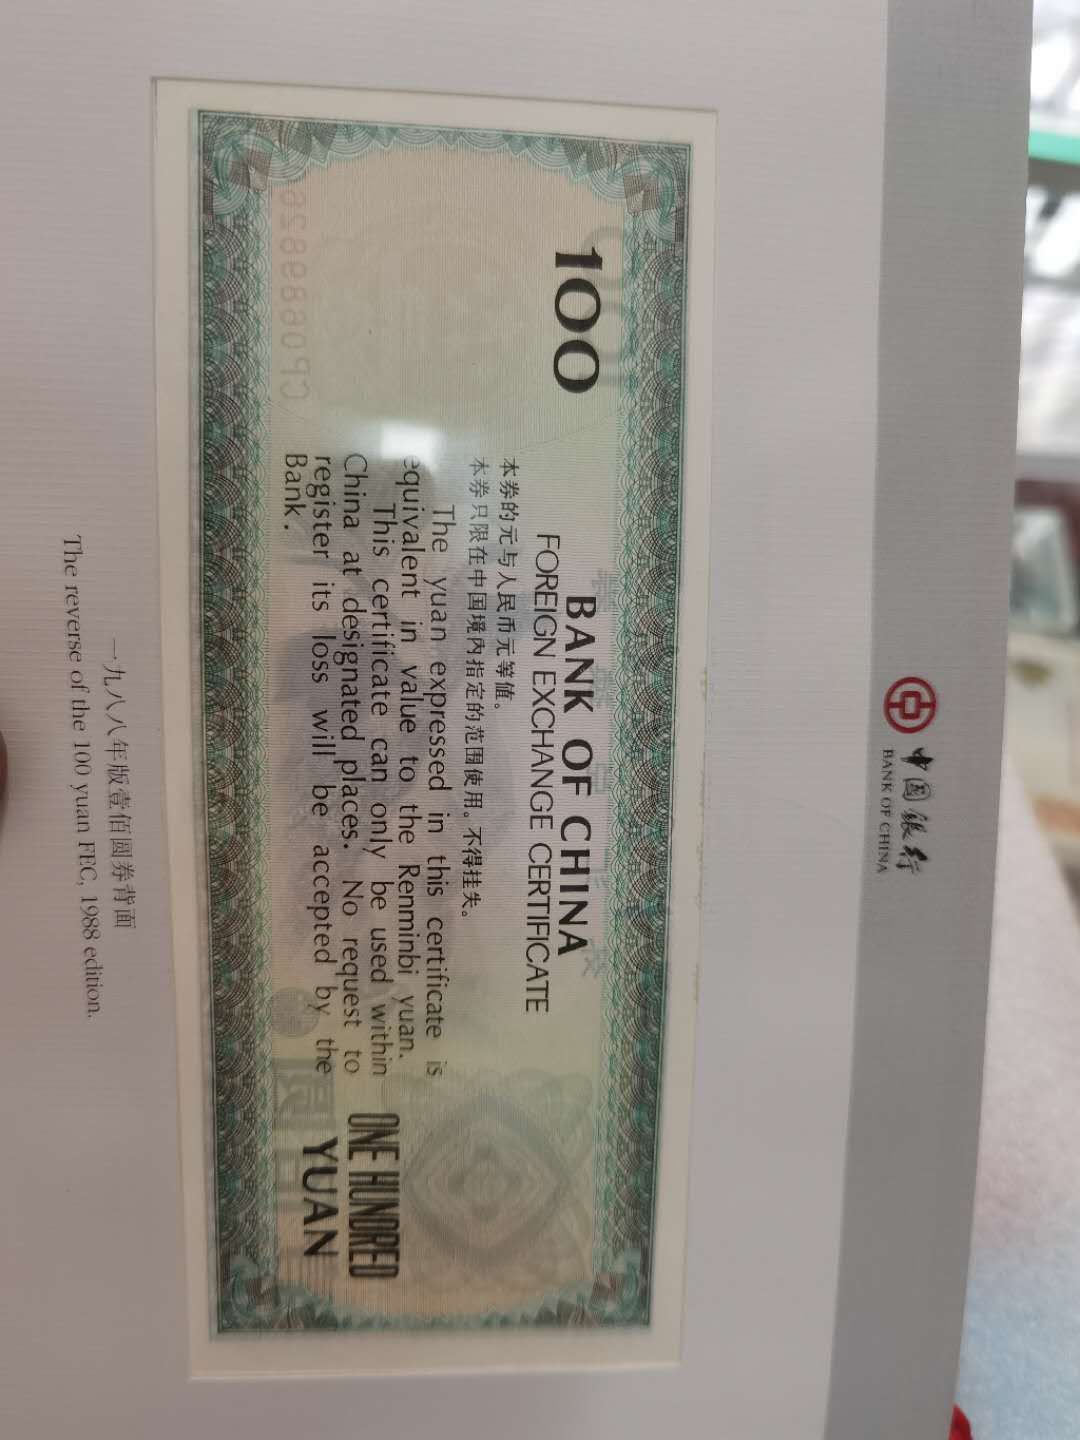 中国银行
BANK OF CHINA
100
BANK OF CHINA
FOREIGN EXCHANGE CERTIFICATE
本券的元与人民币元等值。
本券只限在中国境内指定的范围使用。不得挂失。
The yuan expressed in this certificate is
equivalent in value to the Renminbi yuan.
This certificate can only be used within
China at designated places. No request to
register its loss will be accepted by the
Bank.
ONE HUNDRED
YUAN
一九八八年版壹佰圆券背面
The reverse of the 100 yuan FEC, 1988 edition.